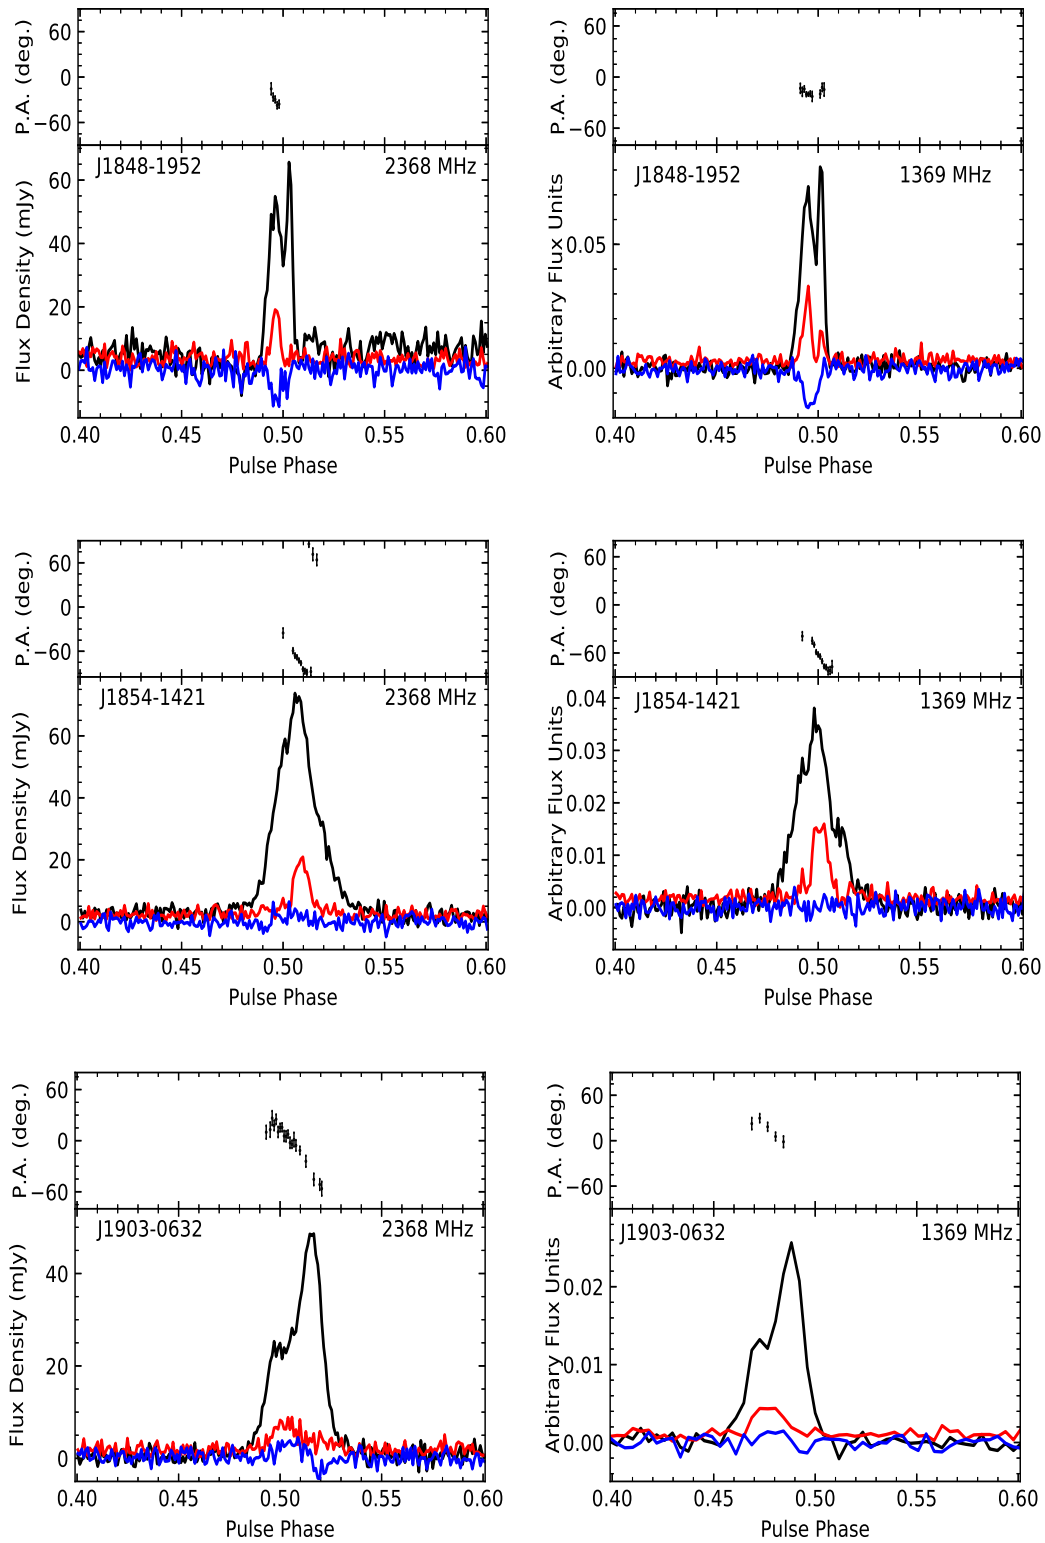 P.A. (deg.)
60
0
−60
J1848-1952
2368 MHz
Flux Density (mJy)
60
40
20
0
0.40
0.45
0.50
0.55
0.60
Pulse Phase
P.A. (deg.)
60
0
−60
J1848-1952
1369 MHz
Arbitrary Flux Units
0.05
0.00
0.40
0.45
0.50
0.55
0.60
Pulse Phase
P.A. (deg.)
60
0
−60
J1854-1421
2368 MHz
Flux Density (mJy)
60
40
20
0
0.40
0.45
0.50
0.55
0.60
Pulse Phase
P.A. (deg.)
60
0
−60
J1854-1421
1369 MHz
Arbitrary Flux Units
0.04
0.03
0.02
0.01
0.00
0.40
0.45
0.50
0.55
0.60
Pulse Phase
P.A. (deg.)
60
0
−60
J1903-0632
2368 MHz
Flux Density (mJy)
40
20
0
0.40
0.45
0.50
0.55
0.60
Pulse Phase
P.A. (deg.)
60
0
−60
J1903-0632
1369 MHz
Arbitrary Flux Units
0.02
0.01
0.00
0.40
0.45
0.50
0.55
0.60
Pulse Phase